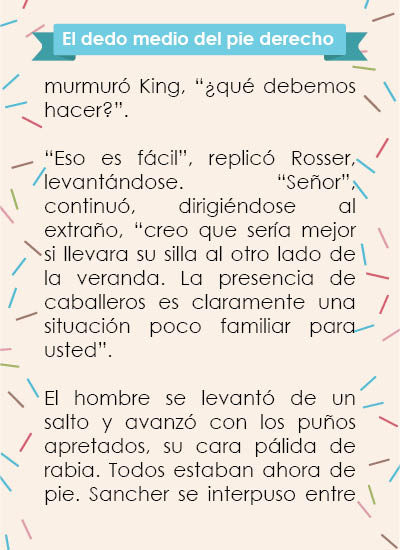 El dedo medio del pie derecho
murmuró King, “¿qué debemos
hacer?”.
“Eso es fácil”, replicó Rosser,
levantándose. “Señor”,
continuó, dirigiéndose al
extraño, “creo que sería mejor
si llevara su silla al otro lado de
la veranda. La presencia de
caballeros es claramente una
situación poco familiar para
usted”.
El hombre se levantó de un
salto y avanzó con los puños
apretados, su cara pálida de
rabia. Todos estaban ahora de
pie. Sancher se interpuso entre